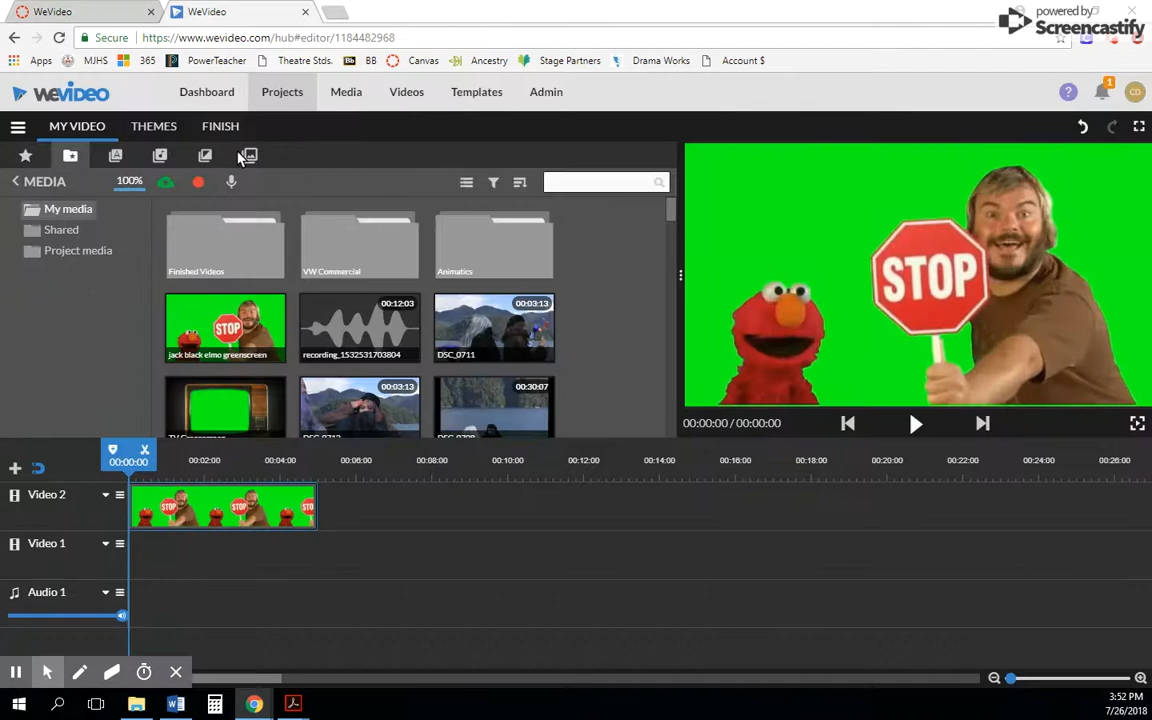 powered by
Screencastify
WeVideo
WeVideo
Secure
https://www.wevideo.com/hub#editor/1184482968
Apps MJHS 365 PowerTeacher Theatre Stds. Bb BB Canvas Ancestry Stage Partners Drama Works Account $
WEVIDEO Dashboard Projects Media Videos Templates Admin 1 CD
MY VIDEO THEMES FINISH
MEDIA 100%
My media
Shared
Project media
Finished Videos VW Commercial Animatics
00:12:03 00:03:13
STOP
jack black elmo greenscreen recording_1532531703804 DSC_0711
00:03:13 00:30:07
STOP
00:00:00 / 00:00:00
00:00:00 00:02:00 00:04:00 00:06:00 00:08:00 00:10:00 00:12:00 00:14:00 00:16:00 00:18:00 00:20:00 00:22:00 00:24:00 00:26:00
Video 2
STOP STOP
Video 1
Audio 1
3:52 PM
7/26/2018